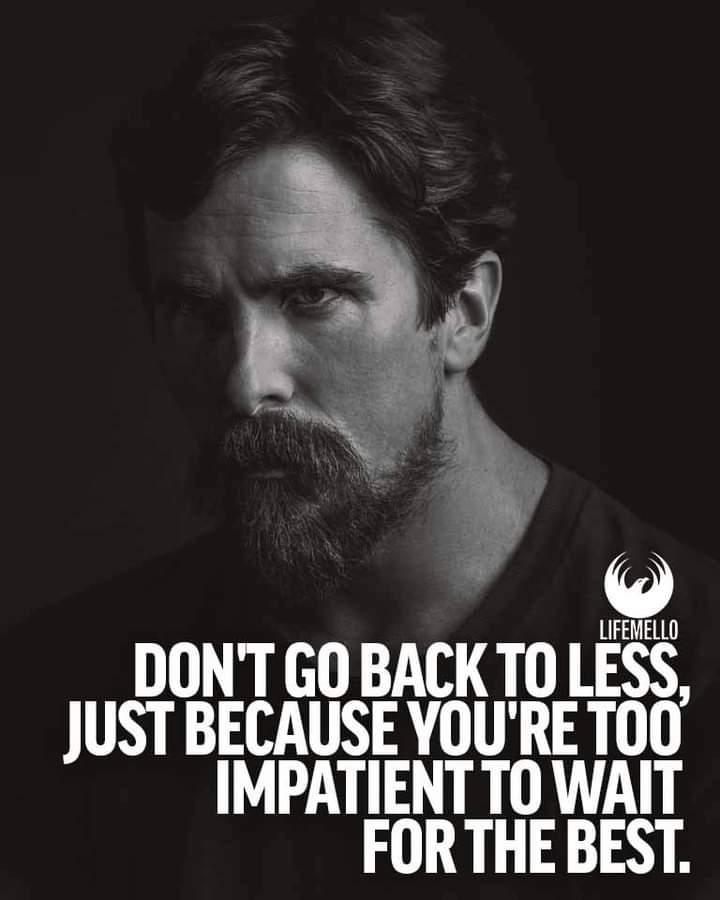 LIFEMELLO
DON'T GO BACK TO LESS,
JUST BECAUSE YOU'RE TOO
IMPATIENT TO WAIT
FOR THE BEST.